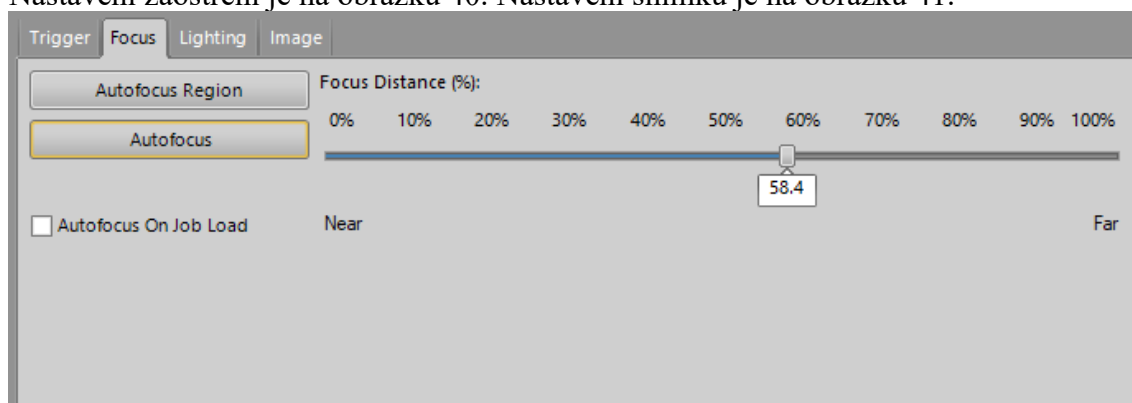 Nastavení zaostření je na obrázku 40. Nastavení snímku je na obrázku 41.
Trigger Focus Lighting Image
Autofocus Region
Focus Distance (%):
0% 10% 20% 30% 40% 50% 60% 70% 80% 90% 100%
Autofocus
58.4
Autofocus On Job Load
Near Far